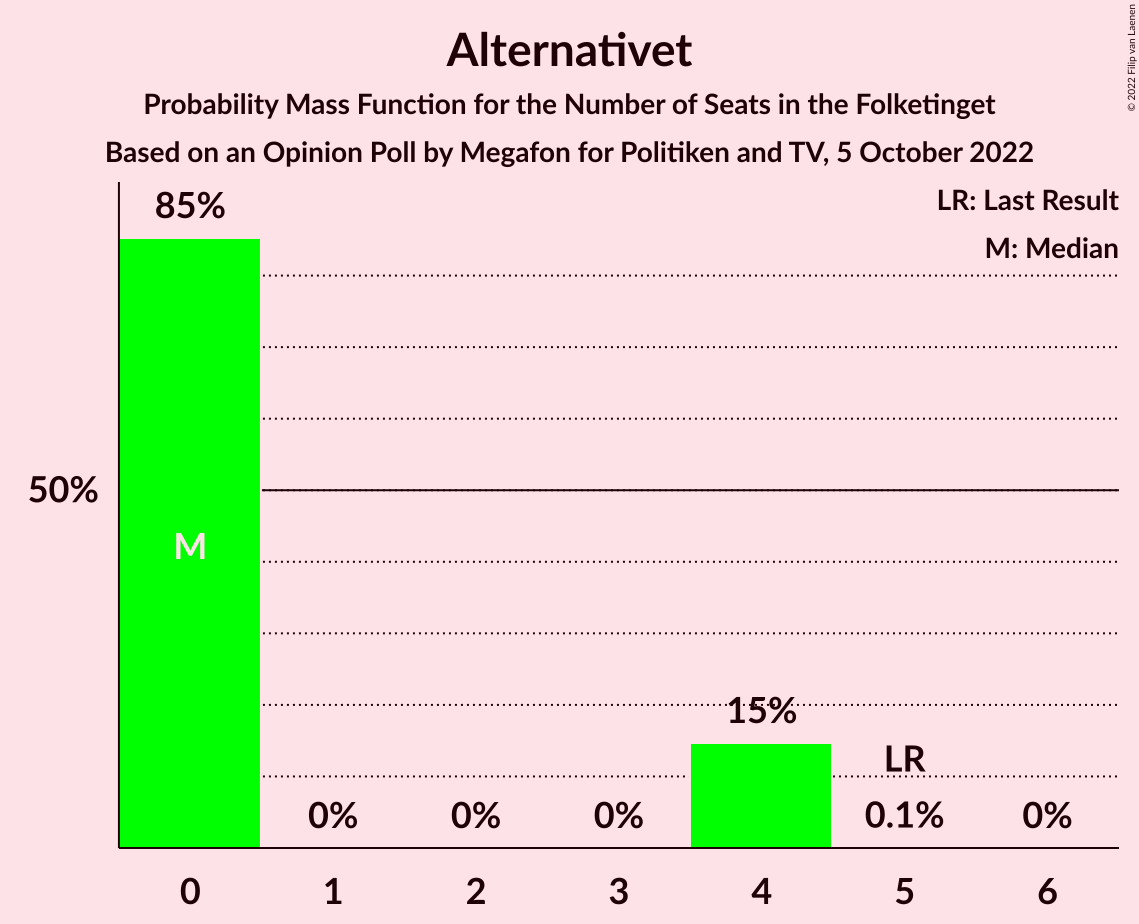 Alternativet
Probability Mass Function for the Number of Seats in the Folketinget
Based on an Opinion Poll by Megafon for Politiken and TV, 5 October 2022
© 2022 Filip van Laenen
LR: Last Result
M: Median
85%
50%
M
15%
LR
0% 0% 0% 0.1% 0%
0 1 2 3 4 5 6